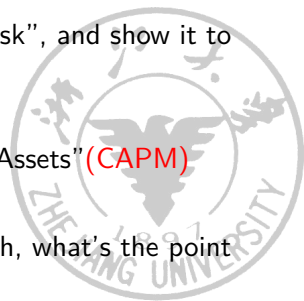 sk”, and show it to
Assets”(CAPM)
h, what's the point
ZHEJIANG UNIVERSITY
1897